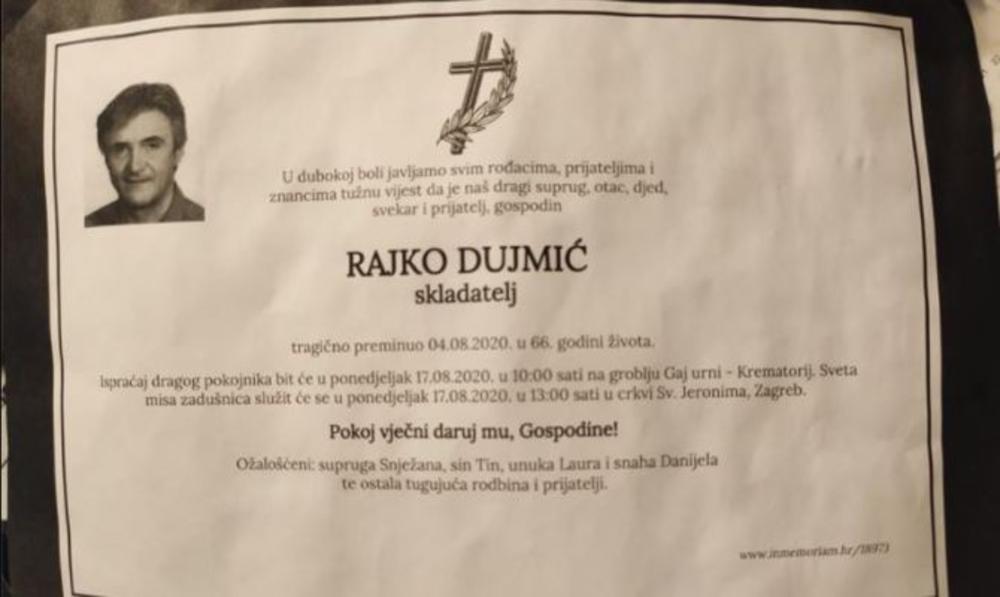 U dubokoj boli javljamo svim rođacima, prijateljima i
znancima tužnu vijest da je naš dragi suprug, otac, djed,
svekar i prijatelj, gospodin
RAJKO DUJMIĆ
skladatelj
tragično preminuo 04.08.2020. u 66. godini života.
Ispraćaj dragog pokojnika bit će u ponedjeljak 17.08.2020. u 10:00 sati na groblju Gaj urni - Krematorij. Sveta
misa zadušnica služit će se u ponedjeljak 17.08.2020. u 13:00 sati u crkvi Sv. Jeronima, Zagreb.
Pokoj vječni daruj mu, Gospodine!
Ožalošćeni: supruga Snježana, sin Tin, unuka Laura i snaha Danijela
te ostala tugujuća rodbina i prijatelji.
www.inmemoriam.hr/18973